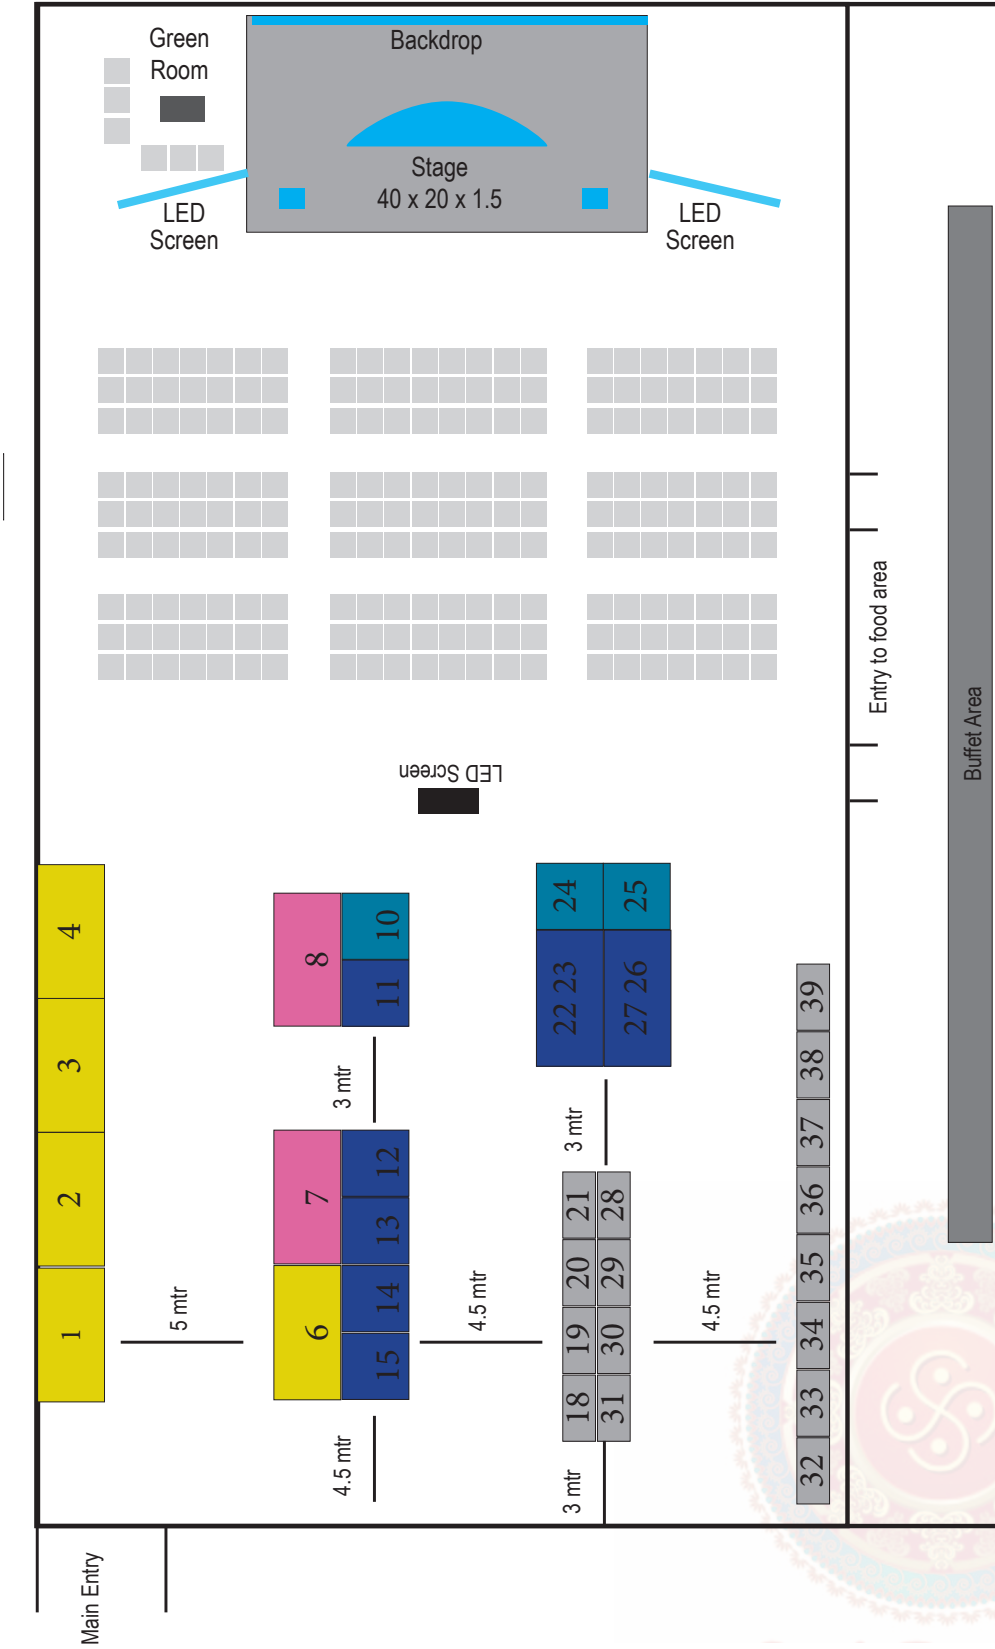 Green
Room
Backdrop
Stage
40 x 20 x 1.5
LED
Screen
LED
Screen
Entry to food area
Buffet Area
LED Screen
4
3
2
1
8
10
11
3 mtr
7
12
13
6
14
15
5 mtr
4.5 mtr
4.5 mtr
24
25
22 23
27 26
3 mtr
21
28
20
29
19
30
18
31
3 mtr
4.5 mtr
39
38
37
36
35
34
33
32
Main Entry